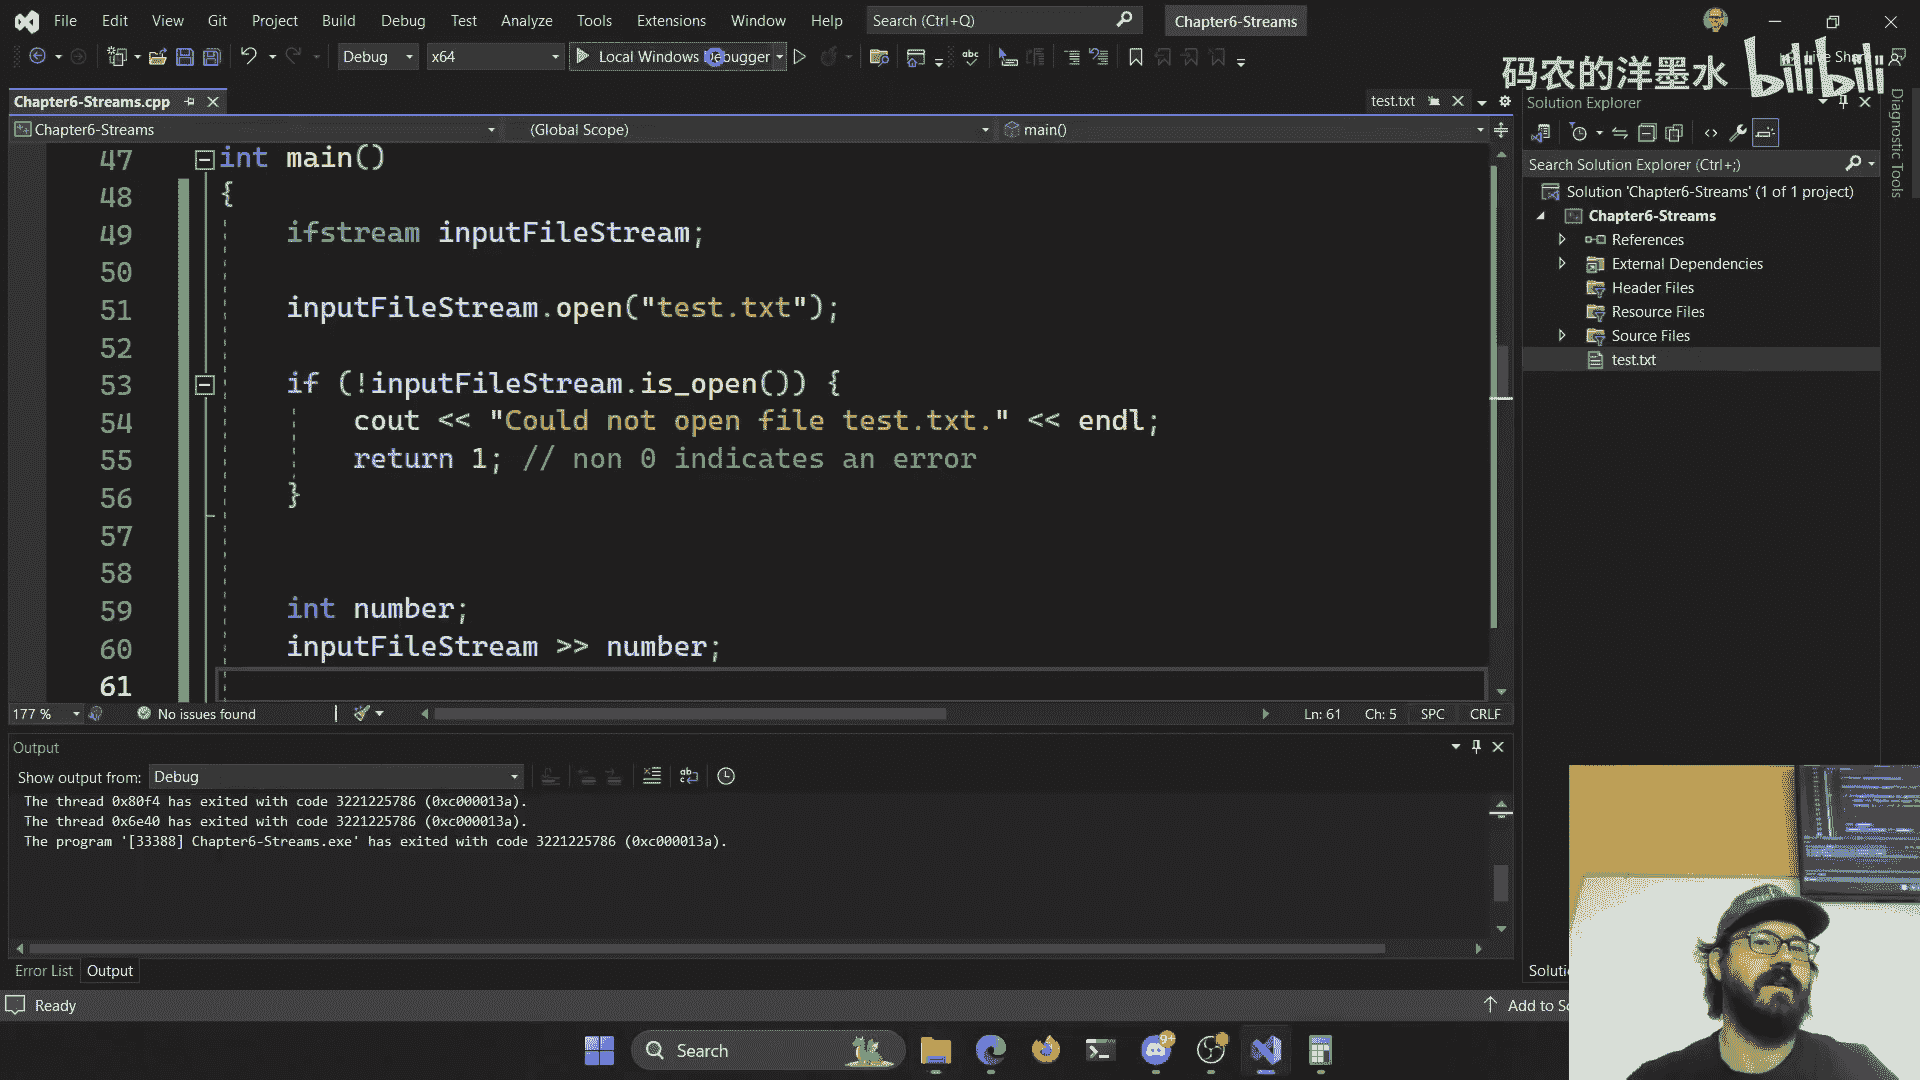 File Edit View Git Project Build Debug Test Analyze Tools Extensions Window Help Search (Ctrl+Q) Chapter6-Streams
Debug x64 Local Windows Debugger
码农的洋墨水 bilibili
Chapter6-Streams.cpp test.txt
Chapter6-Streams (Global Scope) main()
47 int main()
48 {
49 ifstream inputFileStream;
50
51 inputFileStream.open("test.txt");
52
53 if (!inputFileStream.is_open()) {
54 cout << "Could not open file test.txt." << endl;
55 return 1; // non 0 indicates an error
56 }
57
58
59 int number;
60 inputFileStream >> number;
61
177 % No issues found Ln: 61 Ch: 5 SPC CRLF
Output
Show output from: Debug
The thread 0x80f4 has exited with code 3221225786 (0xc000013a).
The thread 0x6e40 has exited with code 3221225786 (0xc000013a).
The program '[33388] Chapter6-Streams.exe' has exited with code 3221225786 (0xc000013a).
Error List Output
Solution Explorer
Search Solution Explorer (Ctrl+;)
Solution 'Chapter6-Streams' (1 of 1 project)
Chapter6-Streams
References
External Dependencies
Header Files
Resource Files
Source Files
test.txt
Diagnostic Tools
Ready
Add to
Search
9+